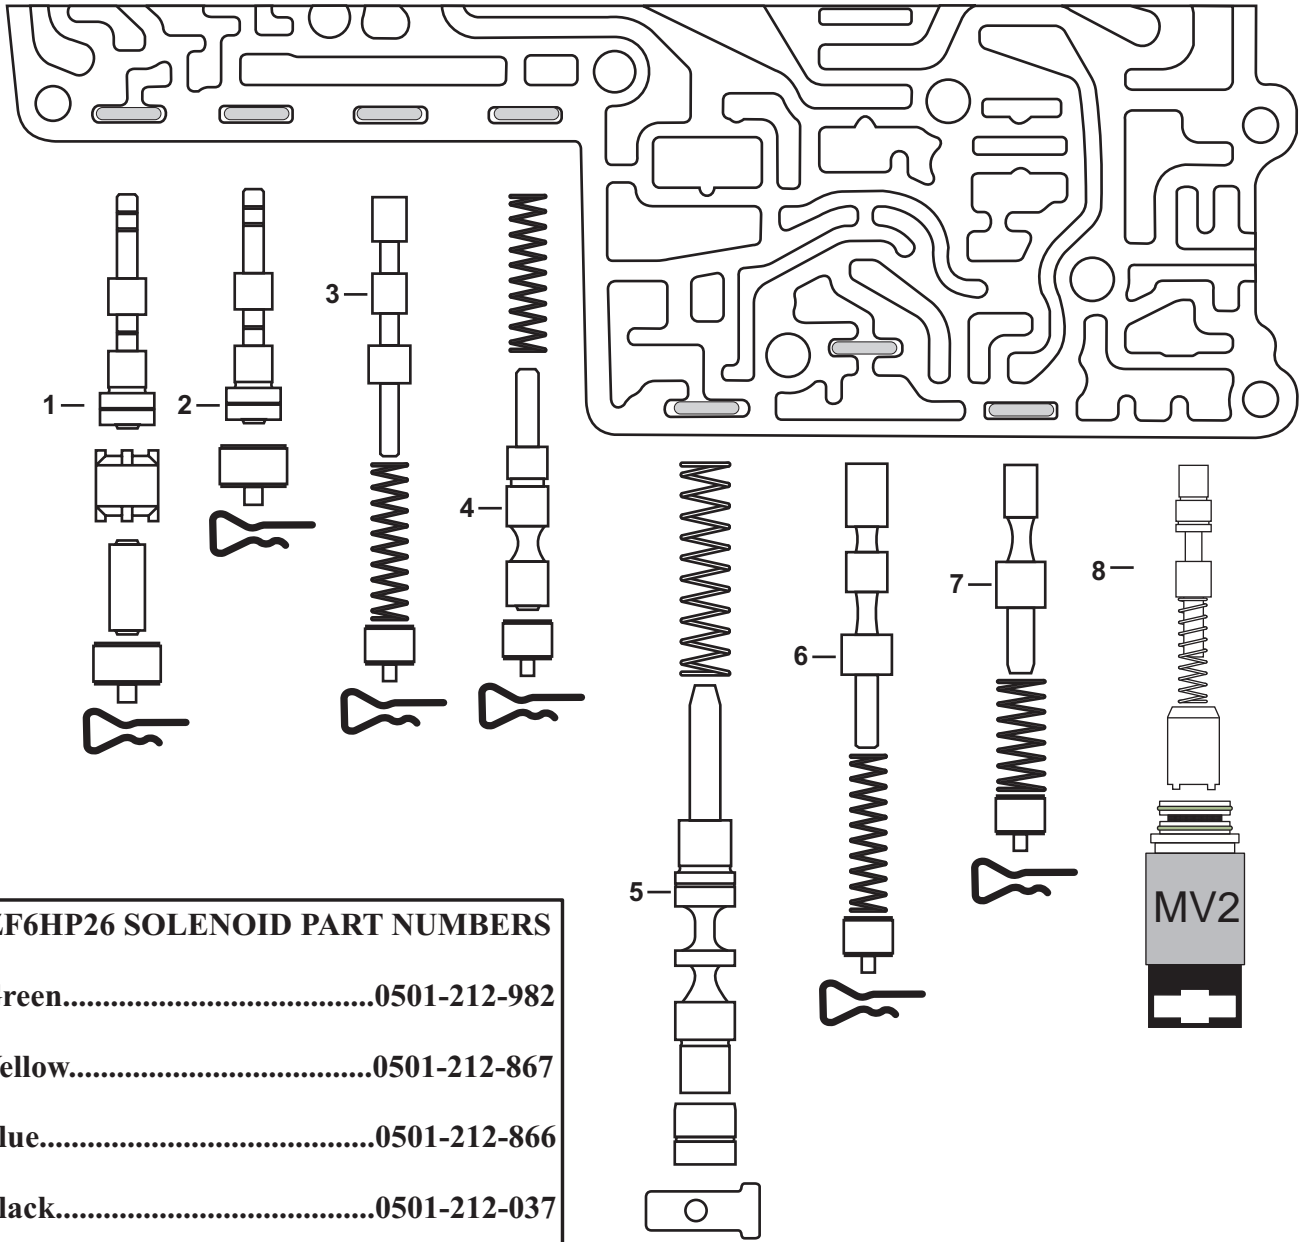 3
1
2
4
7
8
6
5
MV2
ZF6HP26 SOLENOID PART NUMBERS
reen......................................0501-212-982
ellow.....................................0501-212-867
lue.........................................0501-212-866
lack.......................................0501-212-037